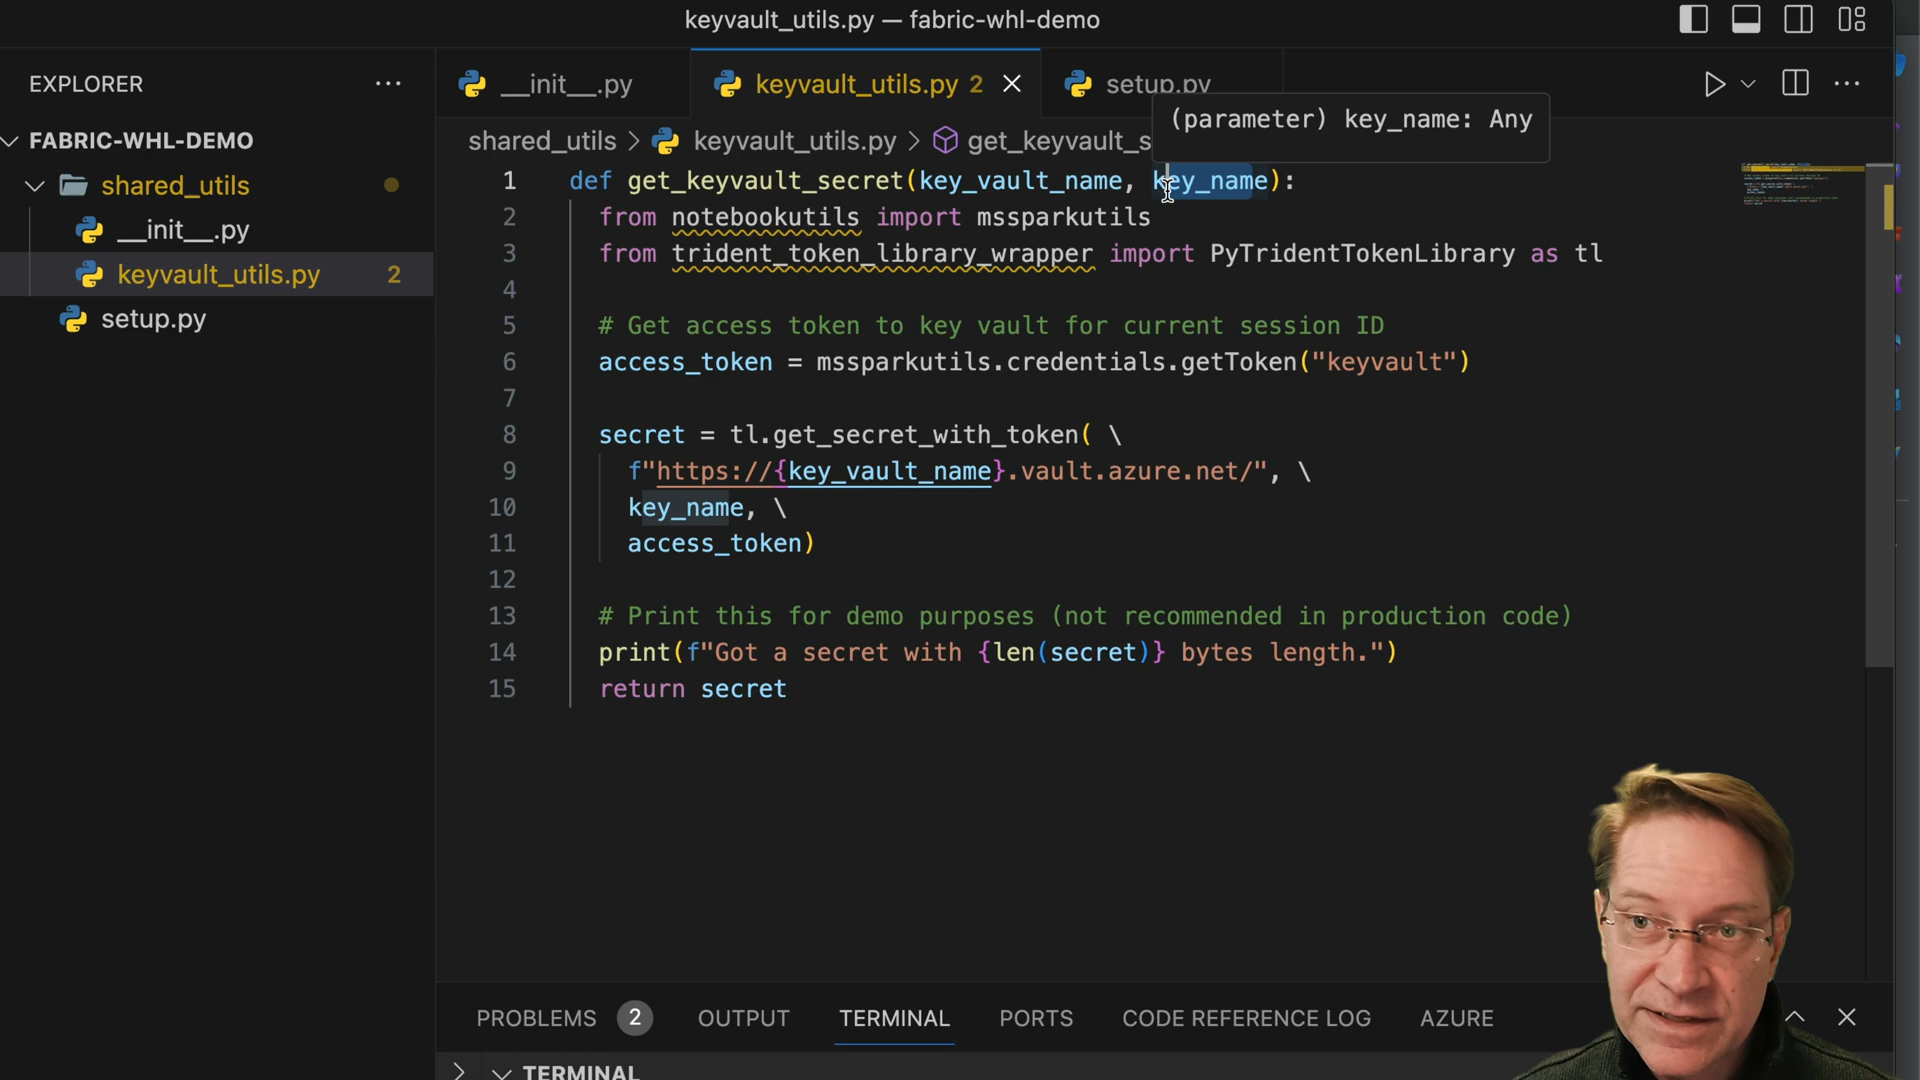 keyvault_utils.py — fabric-whl-demo
EXPLORER
FABRIC-WHL-DEMO
shared_utils
__init__.py
keyvault_utils.py 2
setup.py
__init__.py
keyvault_utils.py 2
setup.py
shared_utils > keyvault_utils.py > get_keyvault_s
(parameter) key_name: Any
1 def get_keyvault_secret(key_vault_name, key_name):
2 from notebookutils import mssparkutils
3 from trident_token_library_wrapper import PyTridentTokenLibrary as tl
4
5 # Get access token to key vault for current session ID
6 access_token = mssparkutils.credentials.getToken("keyvault")
7
8 secret = tl.get_secret_with_token( \
9 f"https://{key_vault_name}.vault.azure.net/", \
10 key_name, \
11 access_token)
12
13 # Print this for demo purposes (not recommended in production code)
14 print(f"Got a secret with {len(secret)} bytes length.")
15 return secret
PROBLEMS 2 OUTPUT TERMINAL PORTS CODE REFERENCE LOG AZURE
TERMINAL